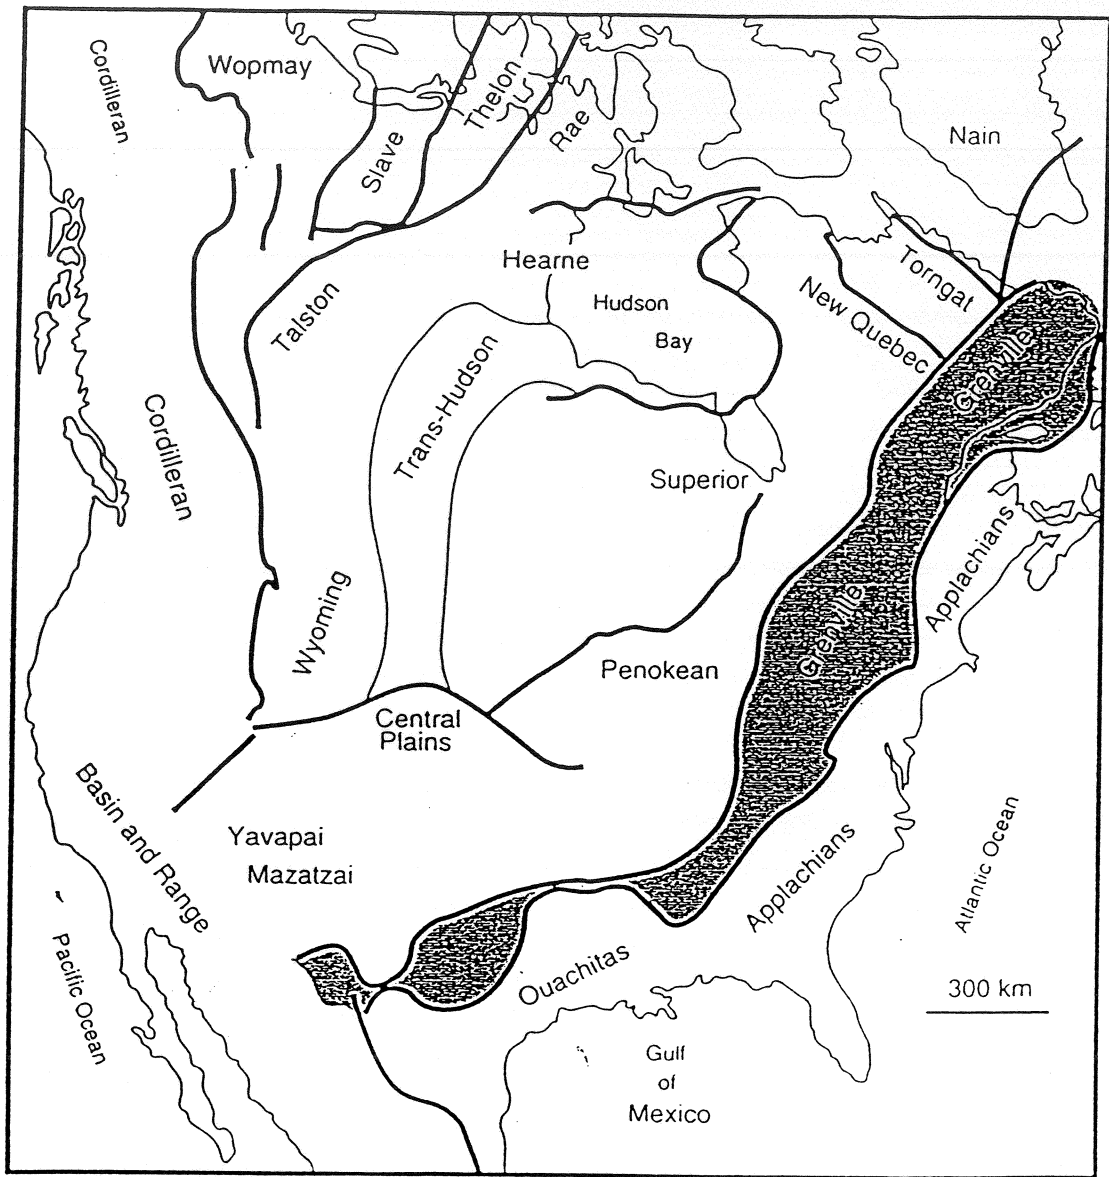 Cordilleran
Wopmay
Slave
Thelon
Rae
Nain
Hearne
Hudson
Bay
Torngat
New Quebec
Talston
Trans-Hudson
Grenville
Cordilleran
Superior
Applachians
Wyoming
Grenville
Penokean
Central
Plains
Basin and Range
Yavapai
Mazatzai
Applachians
Atlantic Ocean
Pacific Ocean
Ouachitas
300 km
Gulf
of
Mexico